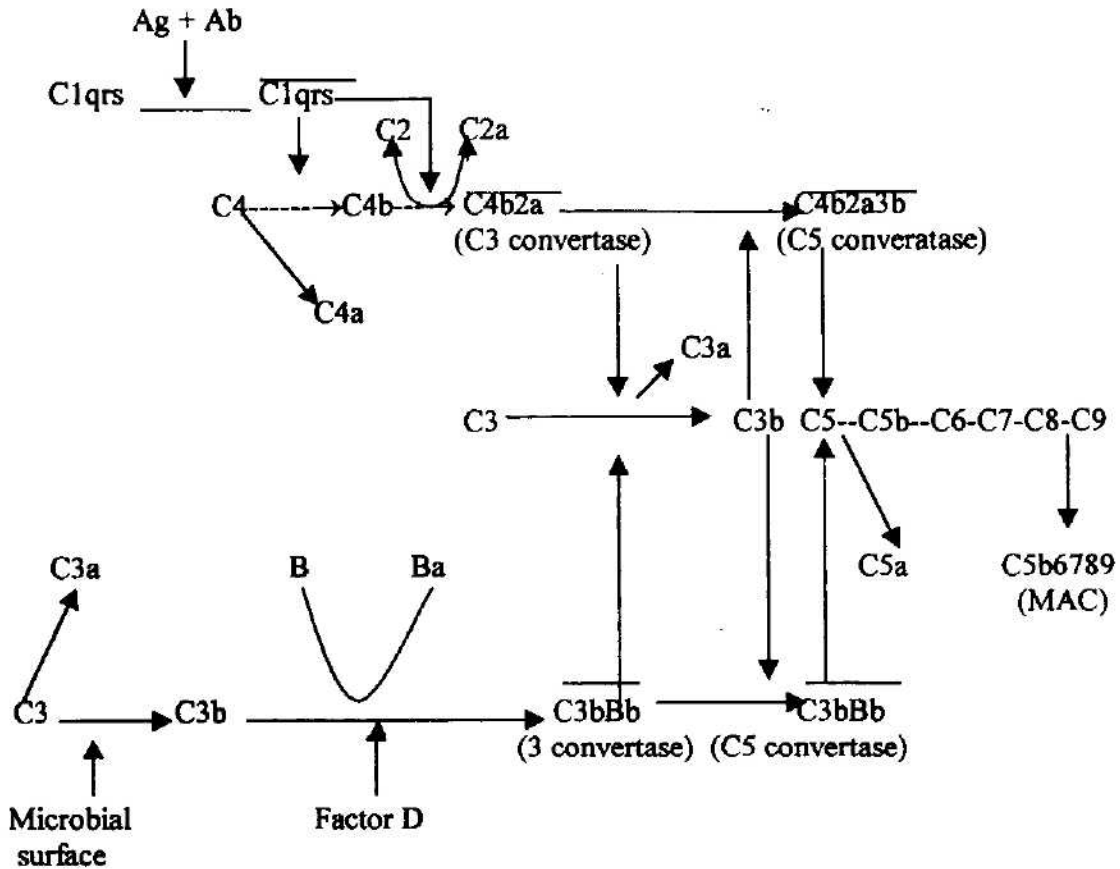 Ag + Ab
C1qrs C1qrs
C2 C2a
C4 C4b C4b2a C4b2a3b
(C3 convertase) (C5 converatase)
C4a
C3a
C3 C3b C5--C5b--C6-C7-C8-C9
C3a B Ba C5a C5b6789
(MAC)
C3 C3b C3bBb C3bBb
(3 convertase) (C5 convertase)
Microbial Factor D
surface